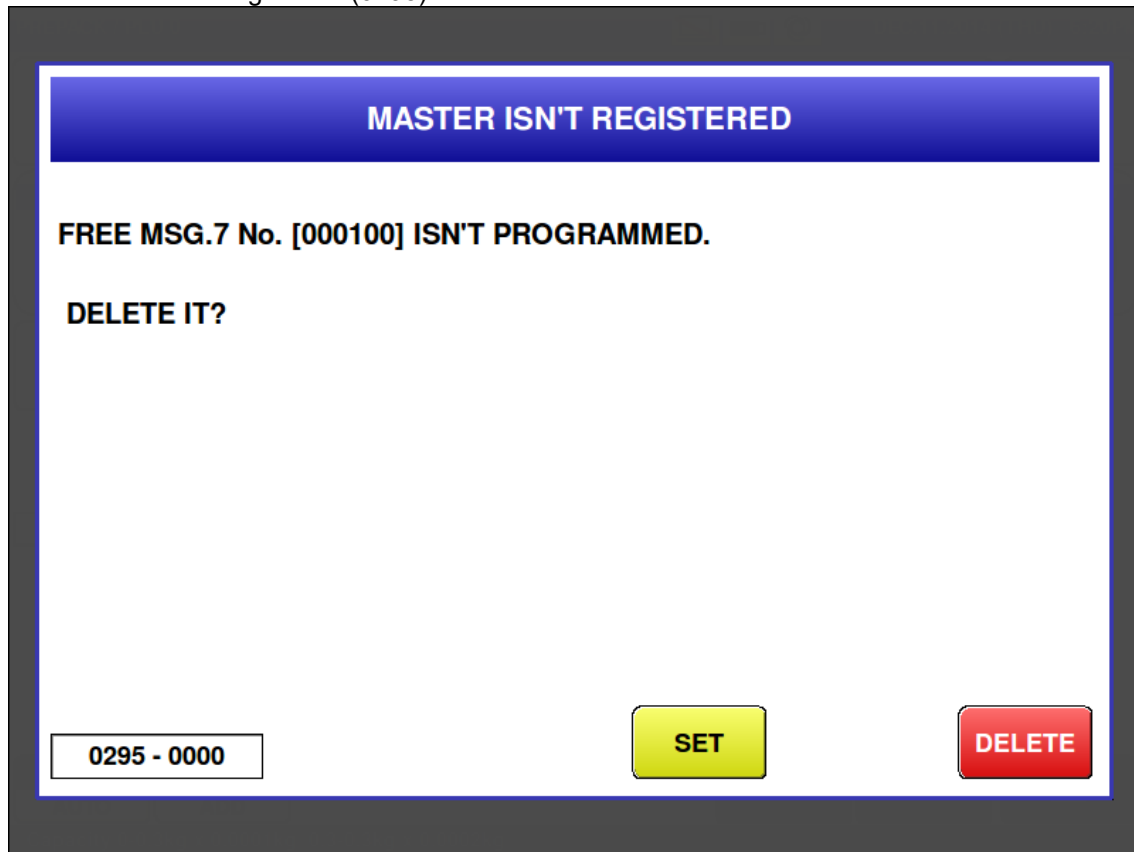 MASTER ISN'T REGISTERED
FREE MSG.7 No. [000100] ISN'T PROGRAMMED.
DELETE IT?
SET
DELETE
0295 - 0000